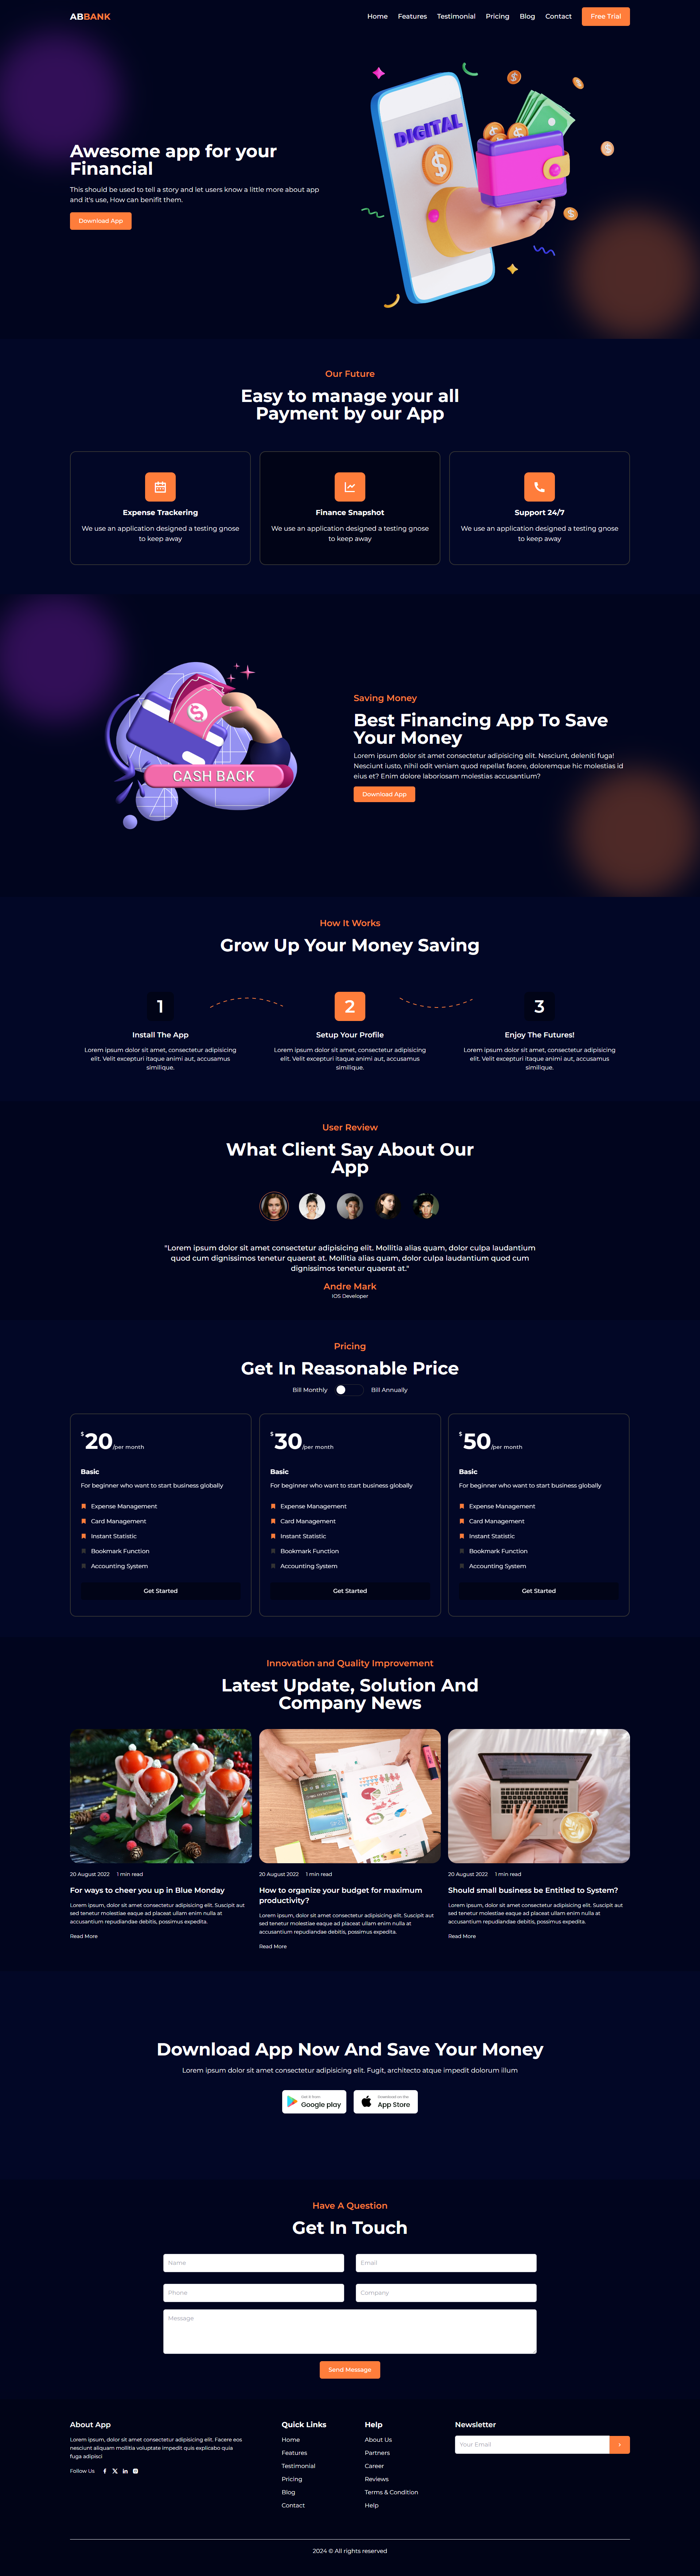 ABBANK
Home Features Testimonial Pricing Blog Contact Free Trial
Awesome app for your
Financial
This should be used to tell a story and let users know a little more about app
and it's use, How can benifit them.
Download App
DIGITAL
Our Future
Easy to manage your all
Payment by our App
Expense Trackering
We use an application designed a testing gnose
to keep away
Finance Snapshot
We use an application designed a testing gnose
to keep away
Support 24/7
We use an application designed a testing gnose
to keep away
CASH BACK
Saving Money
Best Financing App To Save
Your Money
Lorem ipsum dolor sit amet consectetur adipisicing elit. Nesciunt, deleniti fuga!
Nesciunt iusto, nihil odit veniam quod repellat facere, doloremque hic molestias id
eius et? Enim dolore laboriosam molestias accusantium?
Download App
How It Works
Grow Up Your Money Saving
1
Install The App
Lorem ipsum dolor sit amet, consectetur adipisicing
elit. Velit excepturi itaque animi aut, accusamus
similique.
2
Setup Your Profile
Lorem ipsum dolor sit amet, consectetur adipisicing
elit. Velit excepturi itaque animi aut, accusamus
similique.
3
Enjoy The Futures!
Lorem ipsum dolor sit amet, consectetur adipisicing
elit. Velit excepturi itaque animi aut, accusamus
similique.
User Review
What Client Say About Our
App
"Lorem ipsum dolor sit amet consectetur adipisicing elit. Mollitia alias quam, dolor culpa laudantium
quod cum dignissimos tenetur quaerat at. Mollitia alias quam, dolor culpa laudantium quod cum
dignissimos tenetur quaerat at."
Andre Mark
IOS Developer
Pricing
Get In Reasonable Price
Bill Monthly Bill Annually
$20/per month
Basic
For beginner who want to start business globally
Expense Management
Card Management
Instant Statistic
Bookmark Function
Accounting System
Get Started
$30/per month
Basic
For beginner who want to start business globally
Expense Management
Card Management
Instant Statistic
Bookmark Function
Accounting System
Get Started
$50/per month
Basic
For beginner who want to start business globally
Expense Management
Card Management
Instant Statistic
Bookmark Function
Accounting System
Get Started
Innovation and Quality Improvement
Latest Update, Solution And
Company News
20 August 2022 1 min read
For ways to cheer you up in Blue Monday
Lorem ipsum, dolor sit amet consectetur adipisicing elit. Suscipit aut
sed tenetur molestiae eaque ad placeat ullam enim nulla at
accusantium repudiandae debitis, possimus expedita.
Read More
20 August 2022 1 min read
How to organize your budget for maximum
productivity?
Lorem ipsum, dolor sit amet consectetur adipisicing elit. Suscipit aut
sed tenetur molestiae eaque ad placeat ullam enim nulla at
accusantium repudiandae debitis, possimus expedita.
Read More
20 August 2022 1 min read
Should small business be Entitled to System?
Lorem ipsum, dolor sit amet consectetur adipisicing elit. Suscipit aut
sed tenetur molestiae eaque ad placeat ullam enim nulla at
accusantium repudiandae debitis, possimus expedita.
Read More
Download App Now And Save Your Money
Lorem ipsum dolor sit amet consectetur adipisicing elit. Fugit, architecto atque impedit dolorum illum
Get it from
Google play
Download on the
App Store
Have A Question
Get In Touch
Name
Email
Phone
Company
Message
Send Message
About App
Lorem ipsum, dolor sit amet consectetur adipisicing elit. Facere eos
nesciunt aliquam mollitia voluptate impedit quis explicabo quia
fuga adipisci
Follow Us
Quick Links
Home
Features
Testimonial
Pricing
Blog
Contact
Help
About Us
Partners
Career
Reviews
Terms & Condition
Help
Newsletter
Your Email
2024 © All rights reserved